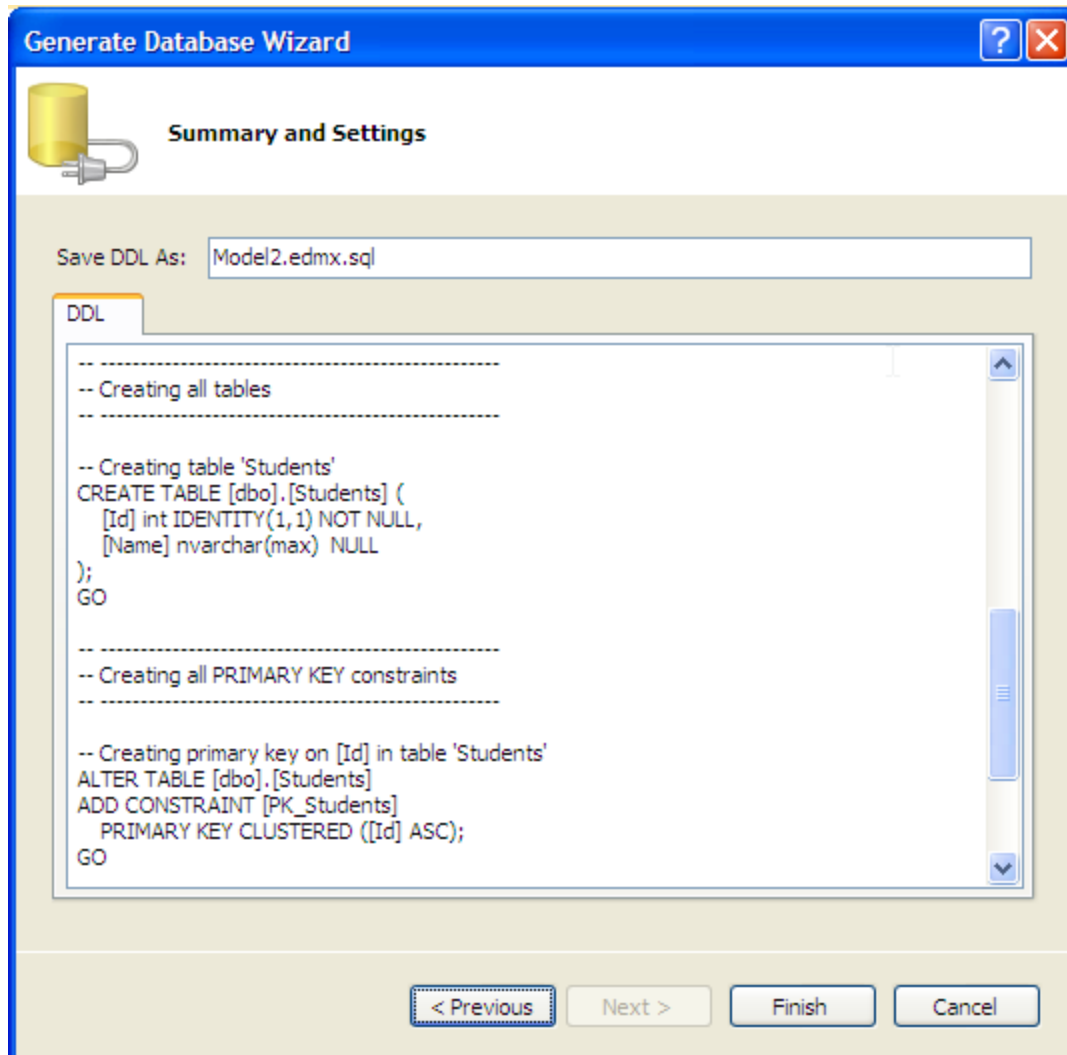 Generate Database Wizard
Summary and Settings
Save DDL As: Model2.edmx.sql
DDL
-- --------------------------------------------------
-- Creating all tables
-- --------------------------------------------------
-- Creating table 'Students'
CREATE TABLE [dbo].[Students] (
[Id] int IDENTITY(1,1) NOT NULL,
[Name] nvarchar(max)  NULL
);
GO
-- --------------------------------------------------
-- Creating all PRIMARY KEY constraints
-- --------------------------------------------------
-- Creating primary key on [Id] in table 'Students'
ALTER TABLE [dbo].[Students]
ADD CONSTRAINT [PK_Students]
PRIMARY KEY CLUSTERED ([Id] ASC);
GO
< Previous Next > Finish Cancel